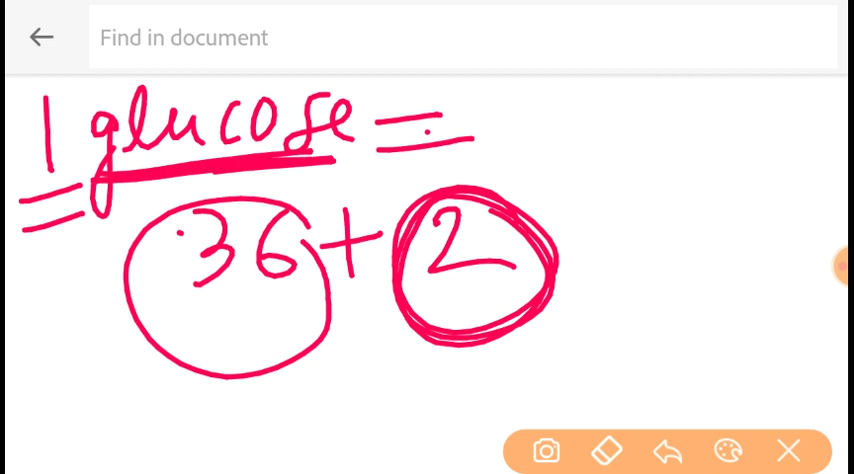 Find in document
1 glucose =
= 36 + 2